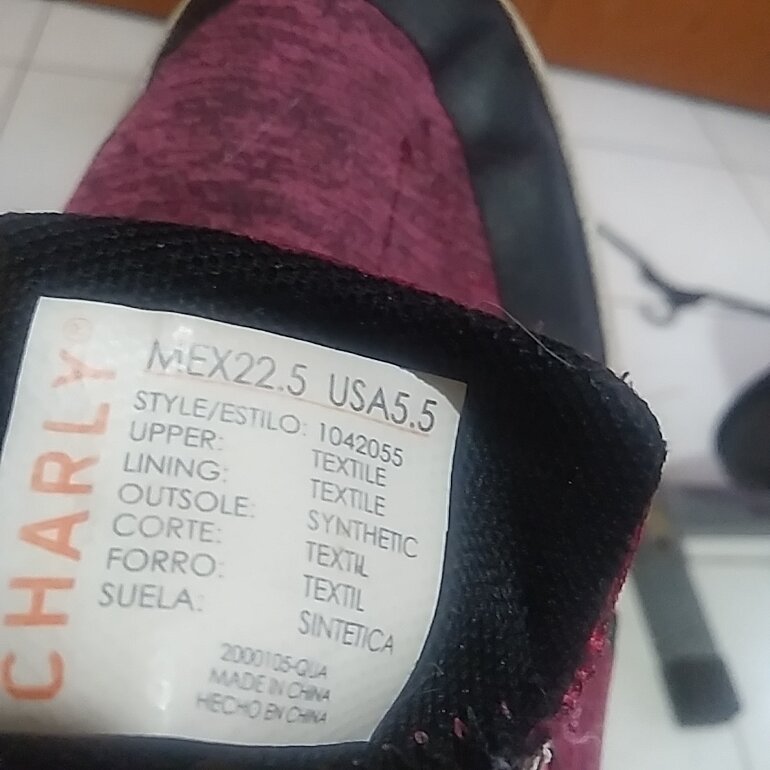 CHARLY®
MEX22.5 USA5.5
STYLE/ESTILO: 1042055
UPPER: TEXTILE
LINING: TEXTILE
OUTSOLE: SYNTHETIC
CORTE: TEXTIL
FORRO: TEXTIL
SUELA: SINTETICA
2000105-QUA
MADE IN CHINA
HECHO EN CHINA